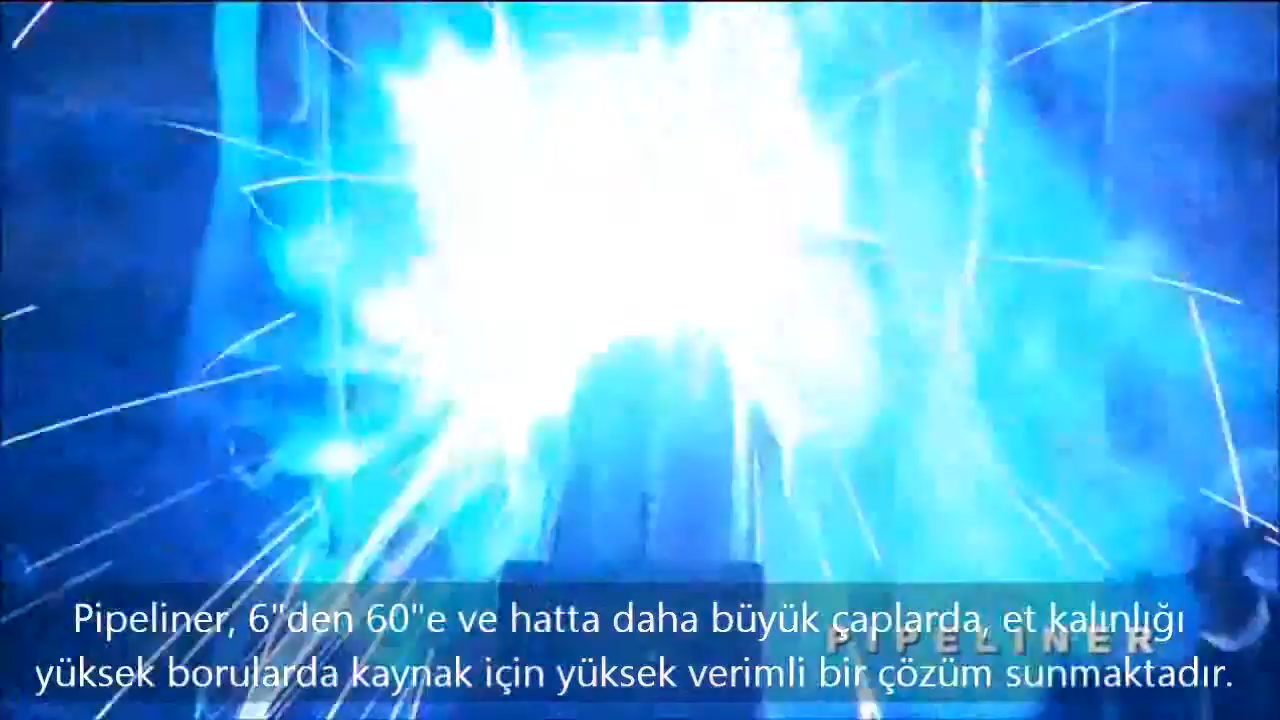 Pipeliner, 6"den 60"e ve hatta daha büyük çaplarda, et kalınlığı
PIPELINER
yüksek borularda kaynak için yüksek verimli bir çözüm sunmaktadır.